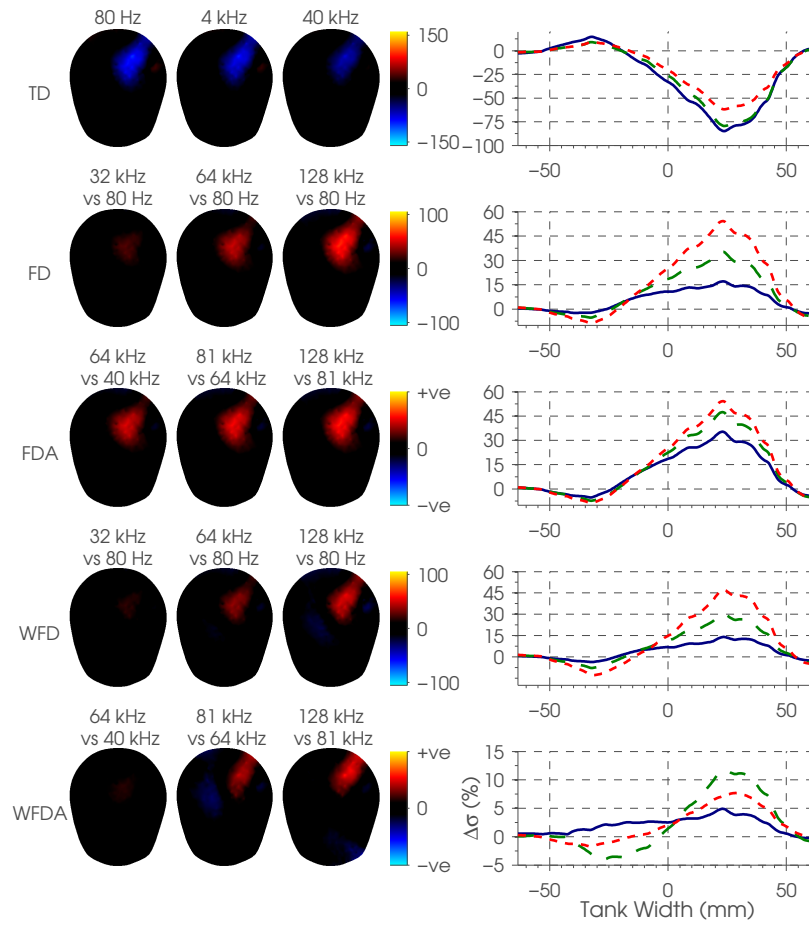 80 Hz 4 kHz 40 kHz
TD
150
0
−150
0
−25
−50
−75
−100
−50 0 50
32 kHz vs 80 Hz
64 kHz vs 80 Hz
128 kHz vs 80 Hz
FD
100
0
−100
60
45
30
15
0
−50 0 50
64 kHz vs 40 kHz
81 kHz vs 64 kHz
128 kHz vs 81 kHz
FDA
+ve
0
−ve
60
45
30
15
0
−50 0 50
32 kHz vs 80 Hz
64 kHz vs 80 Hz
128 kHz vs 80 Hz
WFD
100
0
−100
60
45
30
15
0
−50 0 50
64 kHz vs 40 kHz
81 kHz vs 64 kHz
128 kHz vs 81 kHz
WFDA
+ve
0
−ve
Δσ (%)
15
10
5
0
−5
−50 0 50
Tank Width (mm)